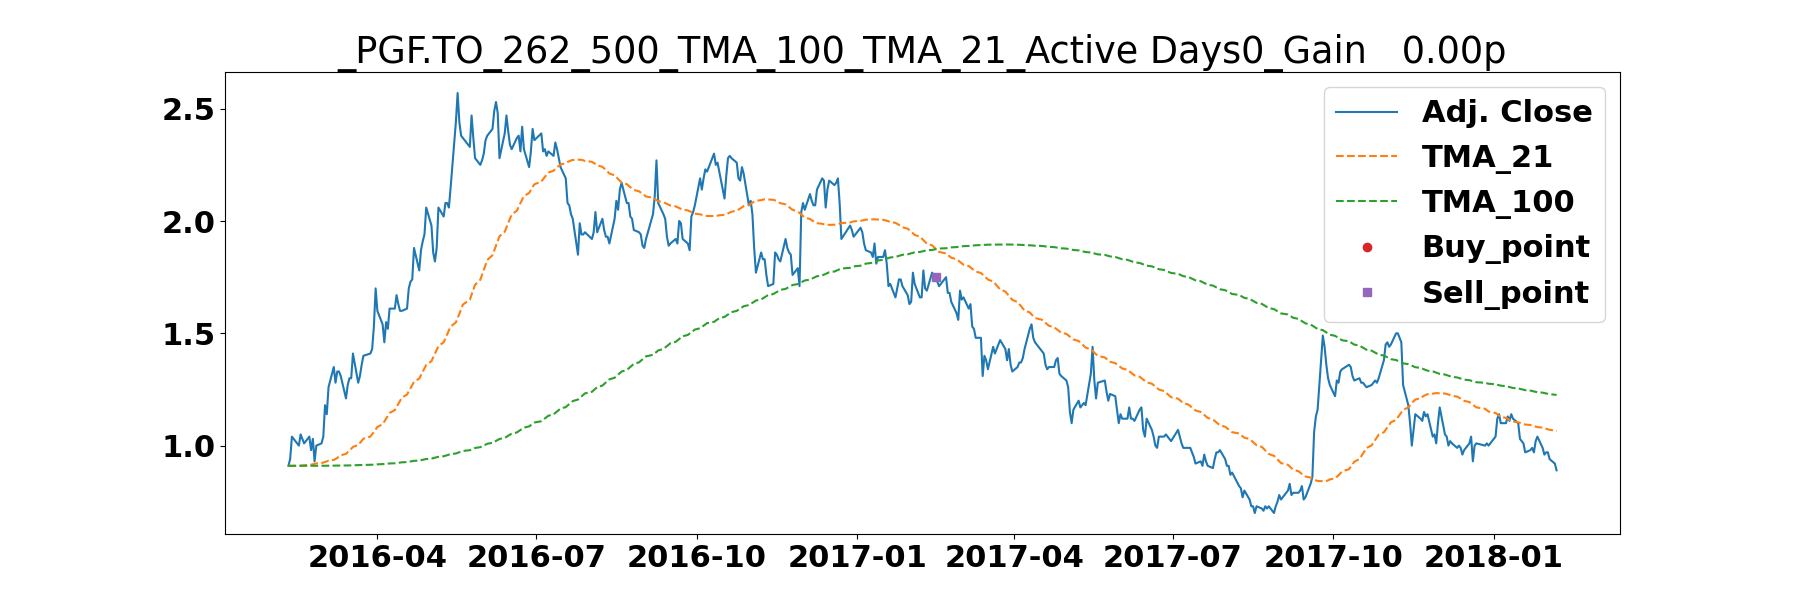 _PGF.TO_262_500_TMA_100_TMA_21_Active Days0_Gain   0.00p
2.5
2.0
1.5
1.0
Adj. Close
TMA_21
TMA_100
Buy_point
Sell_point
2016-04 2016-07 2016-10 2017-01 2017-04 2017-07 2017-10 2018-01